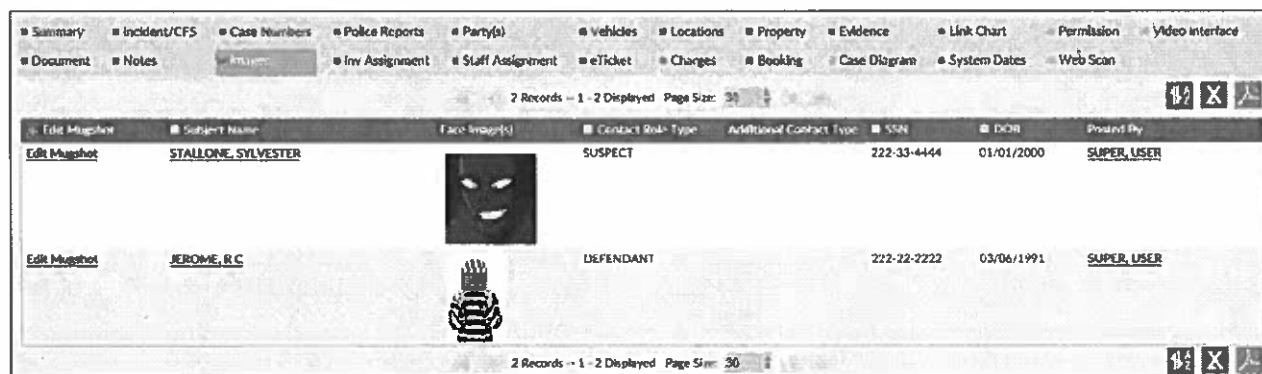 Summary Incident/CFS Case Numbers Police Reports Party(s) Vehicles Locations Property Evidence Link Chart Permission Video Interface
Document Notes Images Inv Assignment Staff Assignment eTicket Charges Booking Case Diagram System Dates Web Scan
2 Records -- 1 - 2 Displayed Page Size: 30
Edit Mugshot Subject Name Face Image(s) Contact Role Type Additional Contact Type SSN DOB Posted By
Edit Mugshot STALLONE, SYLVESTER SUSPECT 222-33-4444 01/01/2000 SUPER, USER
Edit Mugshot JEROME, R C DEFENDANT 222-22-2222 03/06/1991 SUPER, USER
2 Records -- 1 - 2 Displayed Page Size: 30